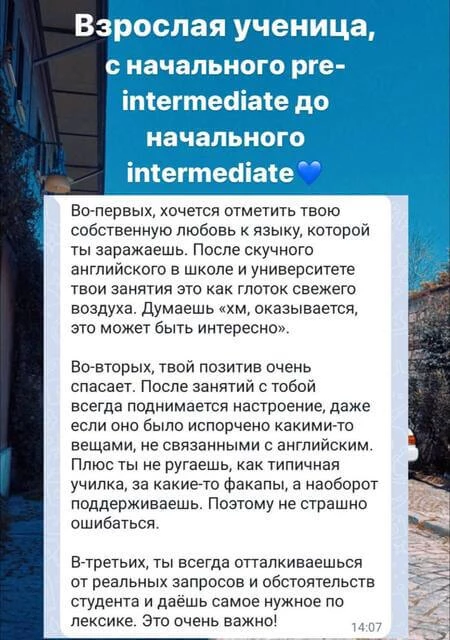 Взрослая ученица,
с начального pre-
intermediate до
начального
intermediate💙
Во-первых, хочется отметить твою
собственную любовь к языку, которой
ты заражаешь. После скучного
английского в школе и университете
твои занятия это как глоток свежего
воздуха. Думаешь «хм, оказывается,
это может быть интересно».
Во-вторых, твой позитив очень
спасает. После занятий с тобой
всегда поднимается настроение, даже
если оно было испорчено какими-то
вещами, не связанными с английским.
Плюс ты не ругаешь, как типичная
училка, за какие-то факапы, а наоборот
поддерживаешь. Поэтому не страшно
ошибаться.
В-третьих, ты всегда отталкиваешься
от реальных запросов и обстоятельств
студента и даёшь самое нужное по
лексике. Это очень важно!
14:07